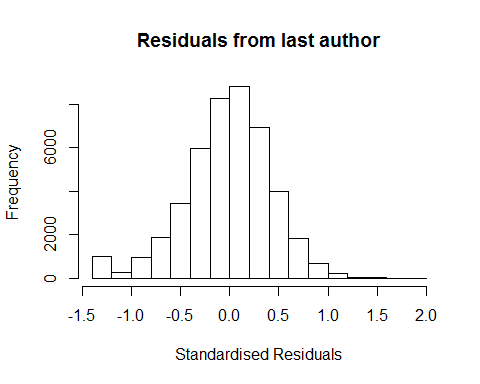 Residuals from last author
Frequency
6000
2000
0
-1.5 -1.0 -0.5 0.0 0.5 1.0 1.5 2.0
Standardised Residuals